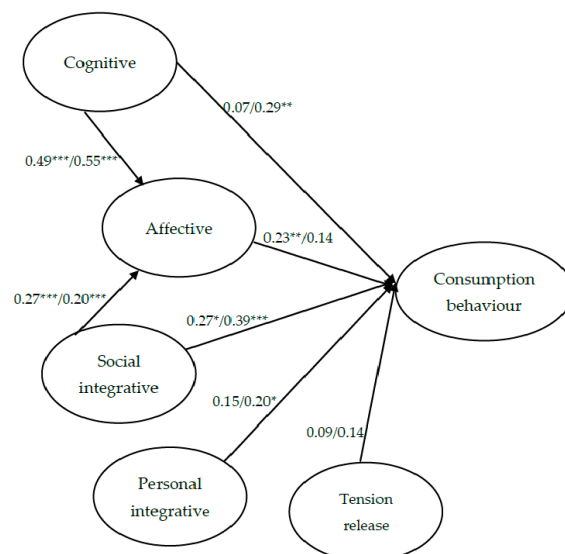 Cognitive
0.07/0.29**
0.49***/0.55***
Affective
0.23**/0.14
Consumption
behaviour
0.27***/0.20***
0.27*/0.39***
Social
integrative
0.15/0.20*
0.09/0.14
Personal
integrative
Tension
release